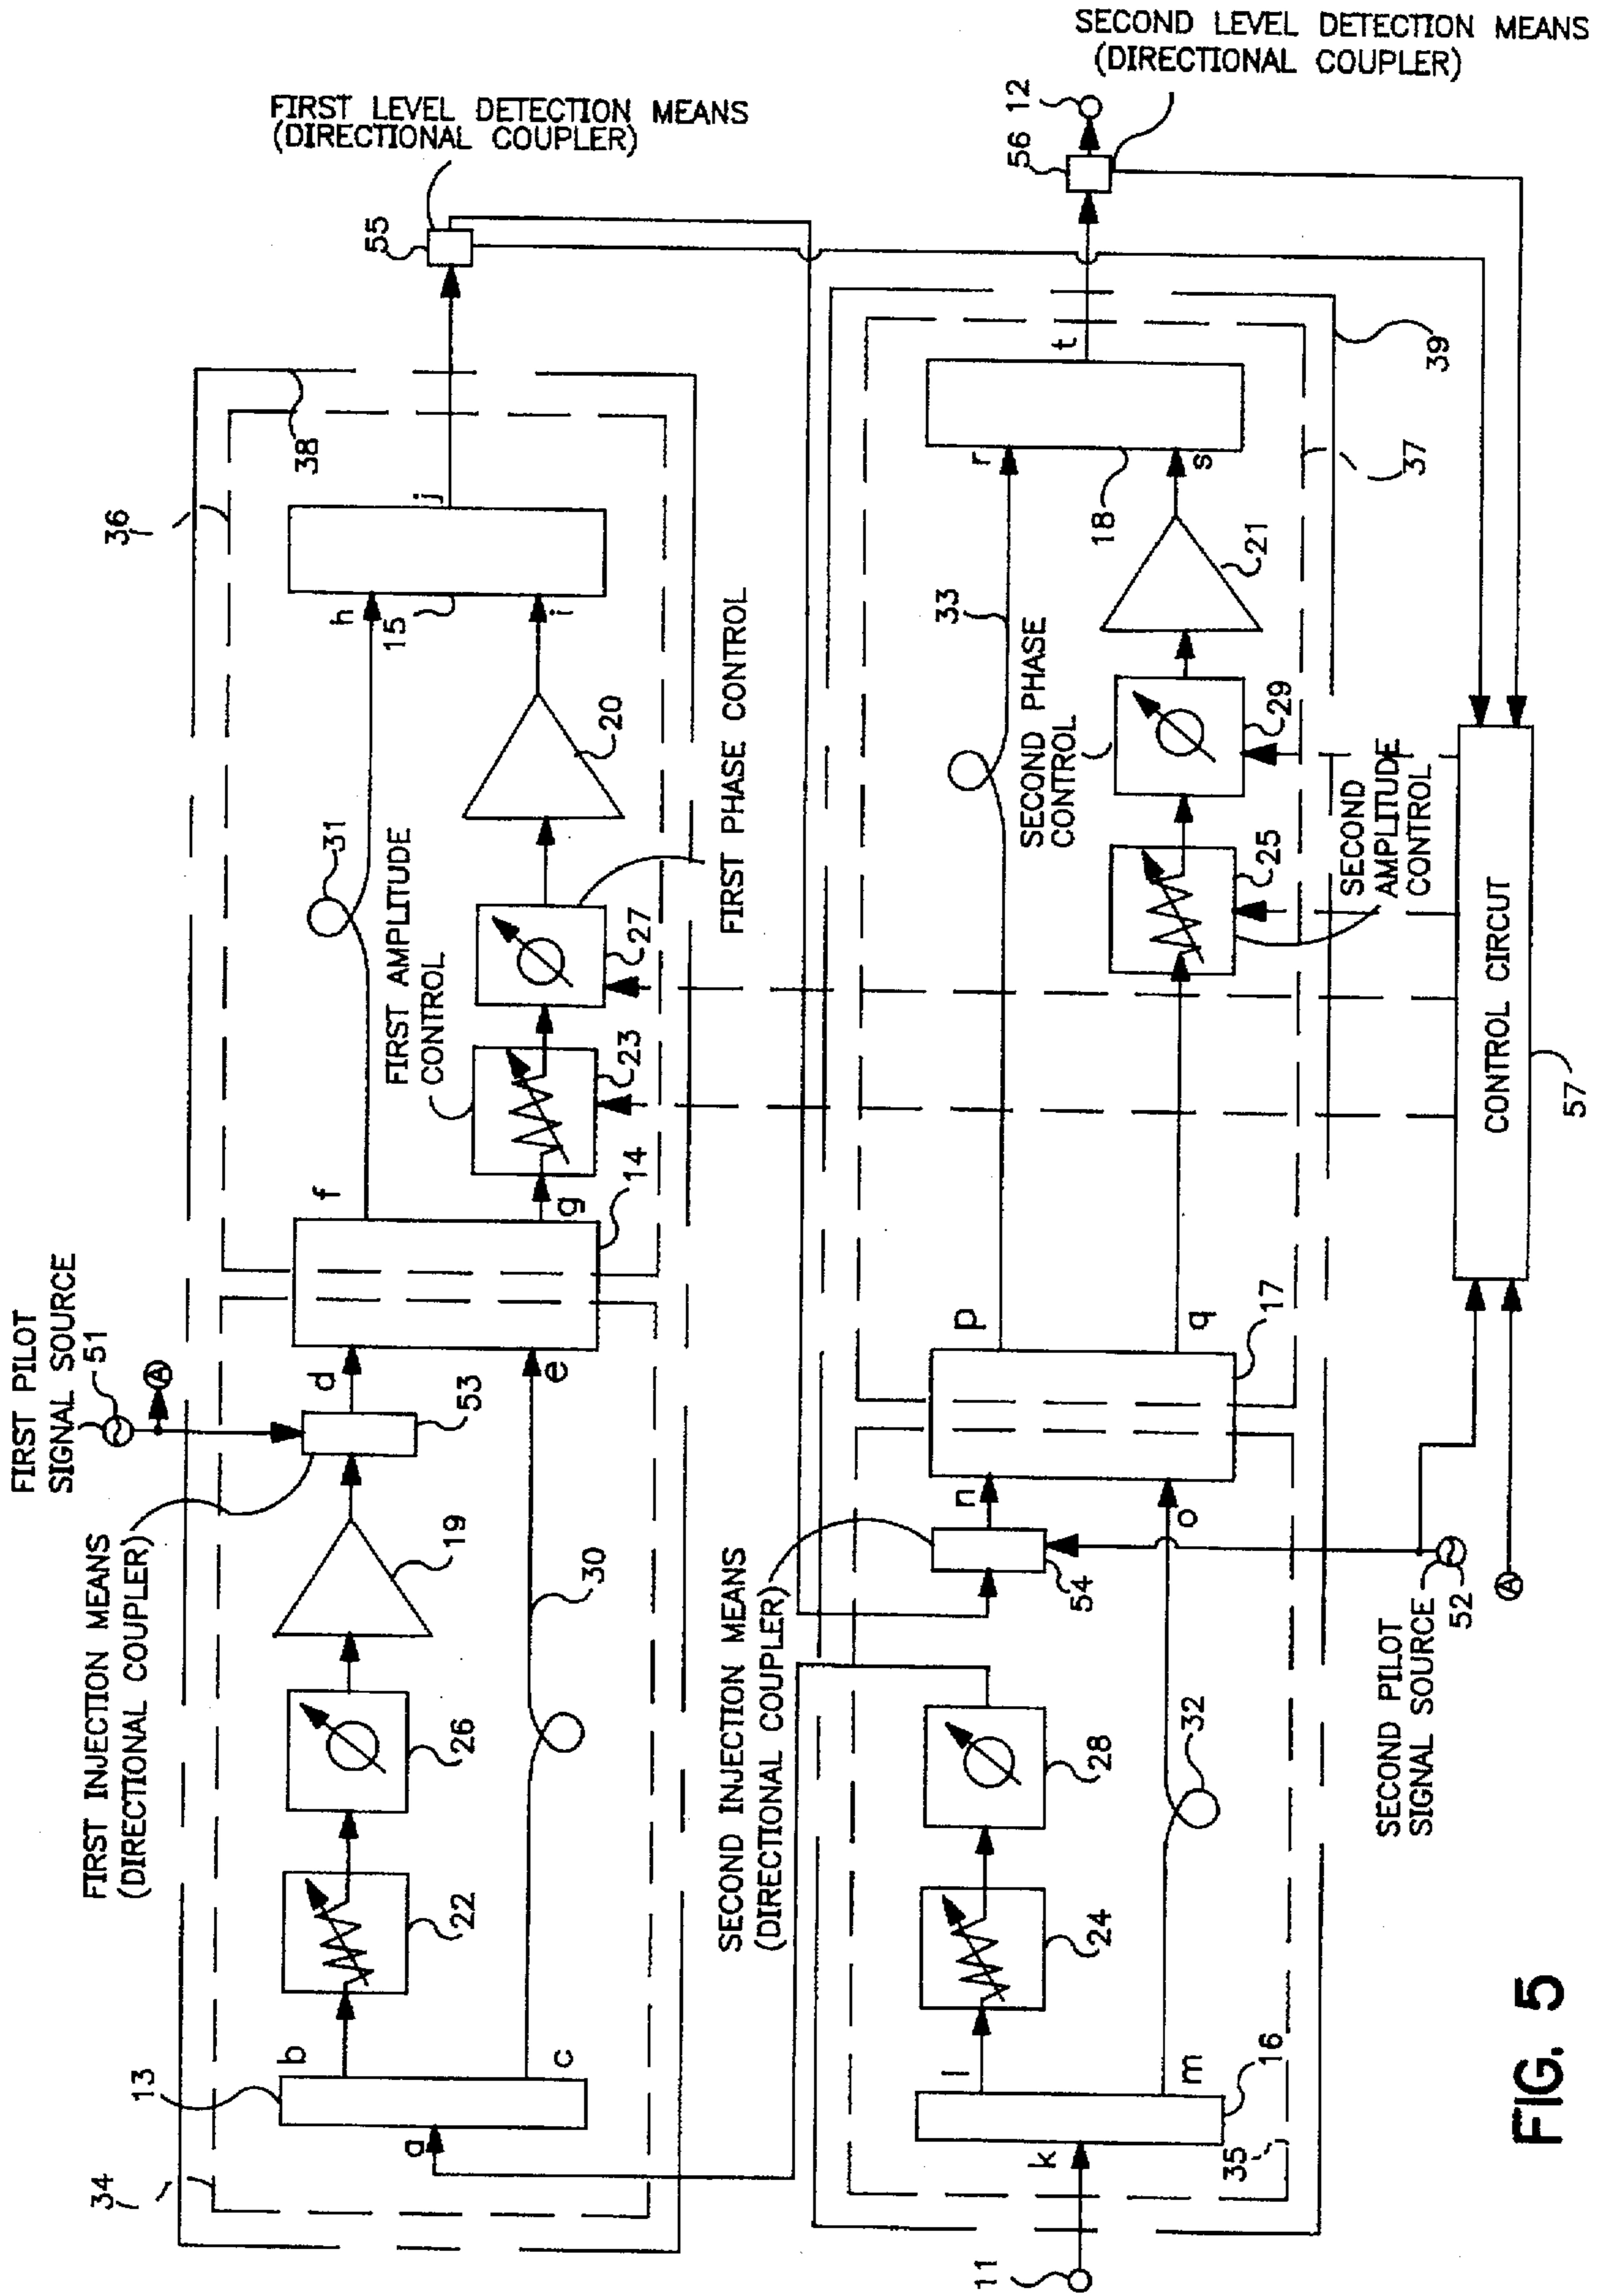 FIRST PILOT
SIGNAL SOURCE
51
A
FIRST INJECTION MEANS
(DIRECTIONAL COUPLER)
FIRST LEVEL DETECTION MEANS
(DIRECTIONAL COUPLER)
55
34
13
a
b
c
22
26
19
30
53
d
e
14
f
g
31
FIRST AMPLITUDE
CONTROL
23
27
FIRST PHASE CONTROL
20
h
15
i
j
36
38
SECOND LEVEL DETECTION MEANS
(DIRECTIONAL COUPLER)
56
12
11
k
35
16
l
m
24
28
32
SECOND INJECTION MEANS
(DIRECTIONAL COUPLER)
54
n
o
17
p
q
SECOND PHASE
CONTROL
33
25
29
SECOND
AMPLITUDE
CONTROL
21
r
18
s
t
37
39
SECOND PILOT
SIGNAL SOURCE
52
A
CONTROL CIRCUT
57
FIG. 5